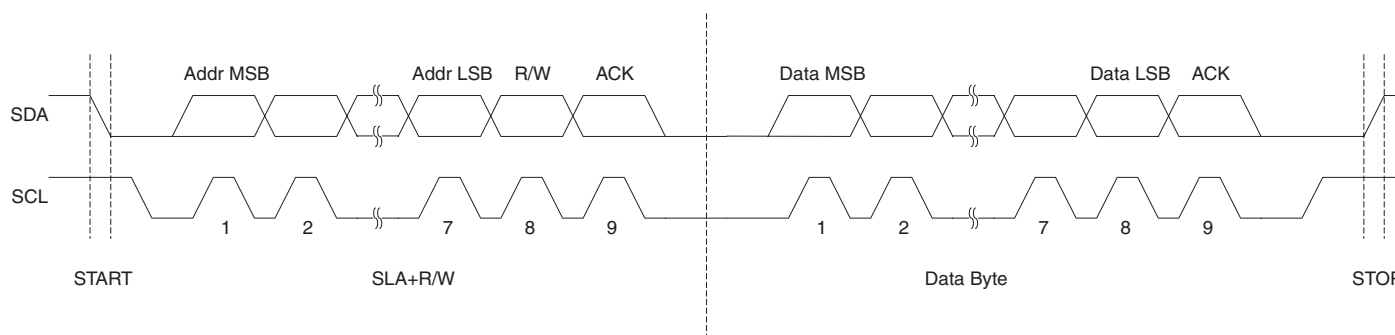 Addr MSB Addr LSB R/W ACK Data MSB Data LSB ACK
SDA
SCL
1 2 7 8 9 1 2 7 8 9
START SLA+R/W Data Byte STOP